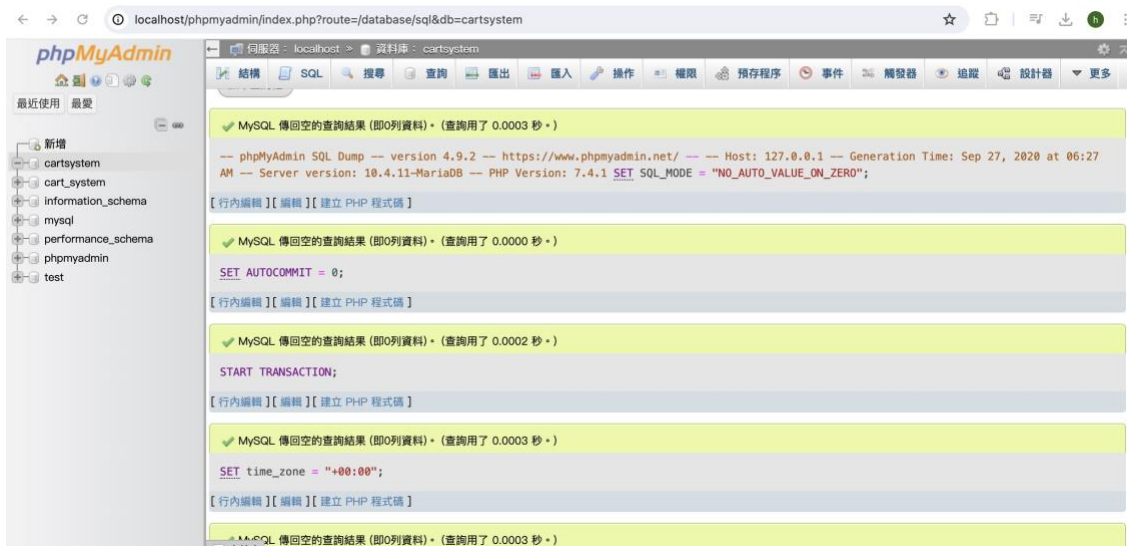 localhost/phpmyadmin/index.php?route=/database/sql&db=cartsystem
h
phpMyAdmin
最近使用 最愛
新增
cartsystem
cart_system
information_schema
mysql
performance_schema
phpmyadmin
test
伺服器: localhost » 資料庫: cartsystem
結構 SQL 搜尋 查詢 匯出 匯入 操作 權限 預存程序 事件 觸發器 追蹤 設計器 更多
MySQL 傳回空的查詢結果 (即0列資料)。 (查詢用了 0.0003 秒。)
-- phpMyAdmin SQL Dump -- version 4.9.2 -- https://www.phpmyadmin.net/ -- -- Host: 127.0.0.1 -- Generation Time: Sep 27, 2020 at 06:27
AM -- Server version: 10.4.11-MariaDB -- PHP Version: 7.4.1 SET SQL_MODE = "NO_AUTO_VALUE_ON_ZERO";
[ 行內編輯 ][ 編輯 ][ 建立 PHP 程式碼 ]
MySQL 傳回空的查詢結果 (即0列資料)。 (查詢用了 0.0000 秒。)
SET AUTOCOMMIT = 0;
[ 行內編輯 ][ 編輯 ][ 建立 PHP 程式碼 ]
MySQL 傳回空的查詢結果 (即0列資料)。 (查詢用了 0.0002 秒。)
START TRANSACTION;
[ 行內編輯 ][ 編輯 ][ 建立 PHP 程式碼 ]
MySQL 傳回空的查詢結果 (即0列資料)。 (查詢用了 0.0003 秒。)
SET time_zone = "+00:00";
[ 行內編輯 ][ 編輯 ][ 建立 PHP 程式碼 ]
MySQL 傳回空的查詢結果 (即0列資料)。 (查詢用了 0.0003 秒。)